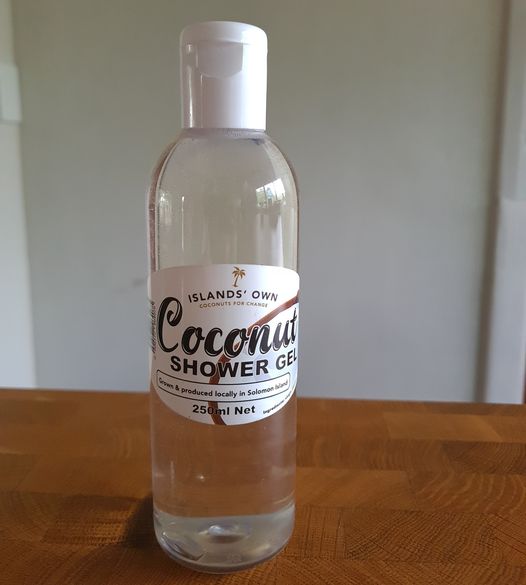 ISLANDS' OWN
COCONUTS FOR CHANGE
Coconut
SHOWER GEL
Grown & produced locally in Solomon Island
250ml Net